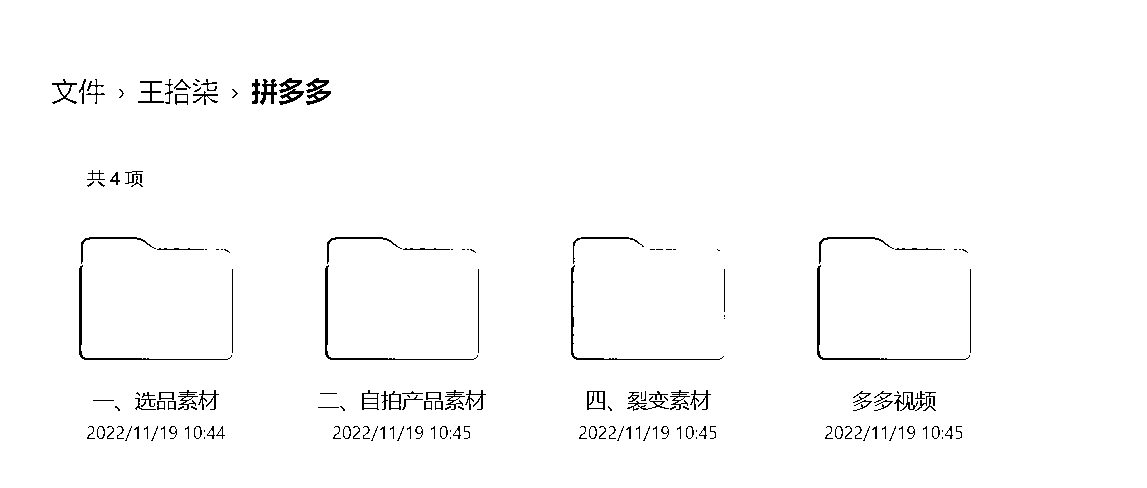 文件 › 王拾柒 › 拼多多
共 4 项
一、选品素材
2022/11/19 10:44
二、自拍产品素材
2022/11/19 10:45
四、裂变素材
2022/11/19 10:45
多多视频
2022/11/19 10:45